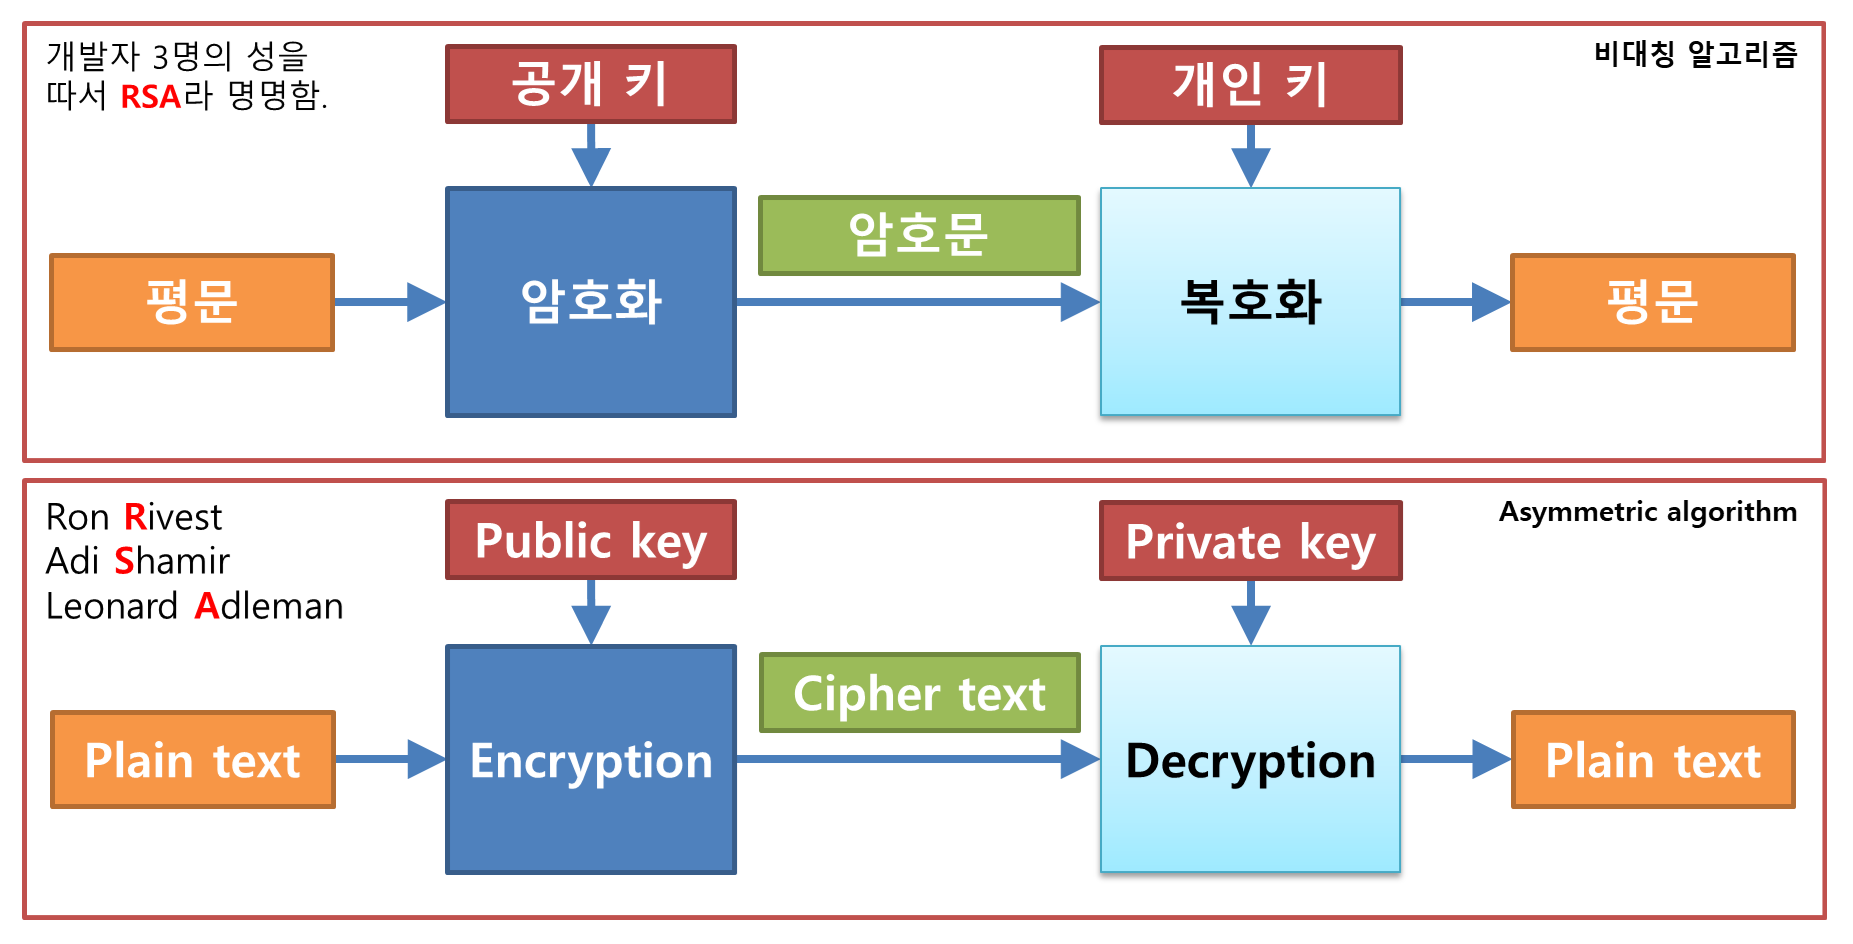 개발자 3명의 성을
따서 RSA라 명명함.
공개 키
개인 키
비대칭 알고리즘
평문
암호화
암호문
복호화
평문
Ron Rivest
Adi Shamir
Leonard Adleman
Public key
Private key
Asymmetric algorithm
Plain text
Encryption
Cipher text
Decryption
Plain text